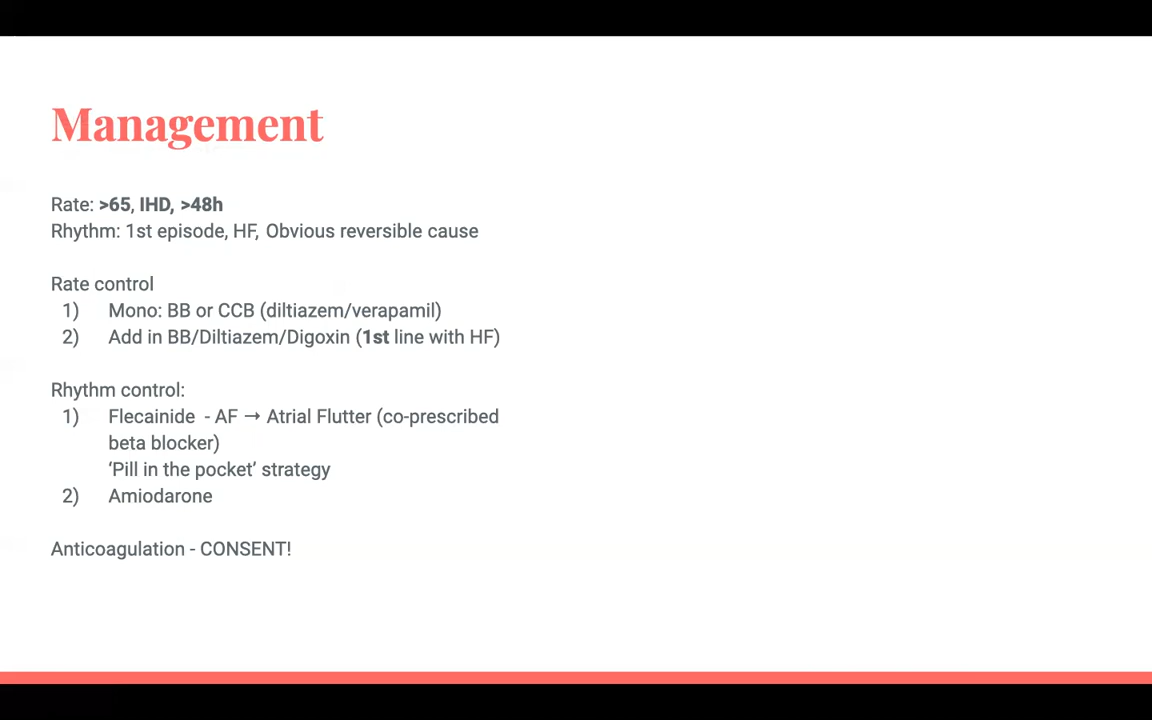 Management
Rate: >65, IHD, >48h
Rhythm: 1st episode, HF, Obvious reversible cause
Rate control
1) Mono: BB or CCB (diltiazem/verapamil)
2) Add in BB/Diltiazem/Digoxin (1st line with HF)
Rhythm control:
1) Flecainide - AF → Atrial Flutter (co-prescribed
beta blocker)
‘Pill in the pocket’ strategy
2) Amiodarone
Anticoagulation - CONSENT!